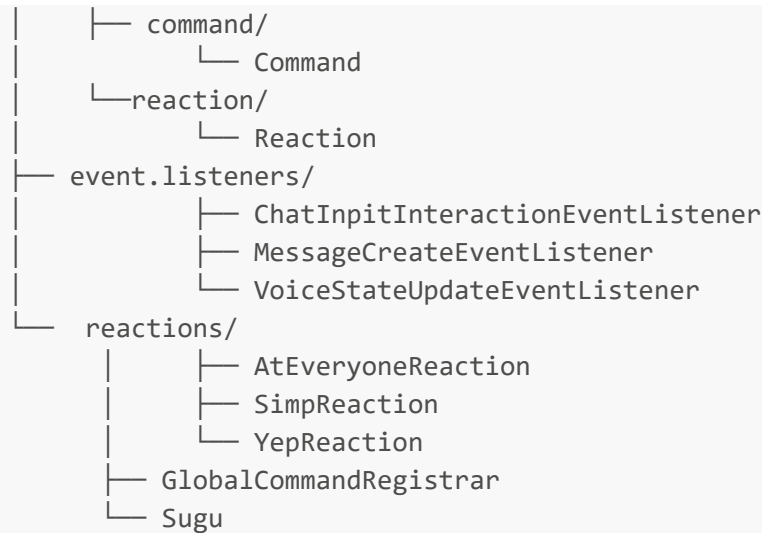 │   ├── command/
│   │       └── Command
│   └──reaction/
│           └── Reaction
├── event.listeners/
│           ├── ChatInpitInteractionEventListener
│           ├── MessageCreateEventListener
│           └── VoiceStateUpdateEventListener
└──  reactions/
      │     ├── AtEveryoneReaction
      │     ├── SimpReaction
      │     └── YepReaction
      ├── GlobalCommandRegistrar
      └── Sugu